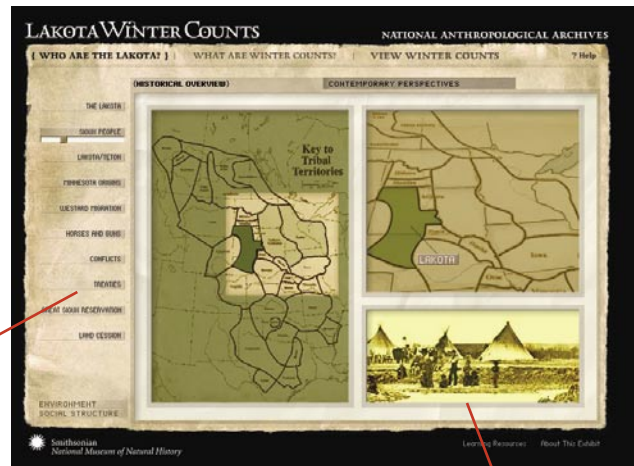 LAKOTA WINTER COUNTS
NATIONAL ANTHROPOLOGICAL ARCHIVES
{ WHO ARE THE LAKOTA? } | WHAT ARE WINTER COUNTS? | VIEW WINTER COUNTS
? Help
{HISTORICAL OVERVIEW}
CONTEMPORARY PERSPECTIVES
THE LAKOTA
SIOUX PEOPLE
LAKOTA/TETON
MINNESOTA ORIGINS
WESTARD MIGRATION
HORSES AND GUNS
CONFLICTS
TREATIES
GREAT SIOUX RESERVATION
LAND CESSION
ENVIRONMENT
SOCIAL STRUCTURE
Key to
Tribal
Territories
LAKOTA
Iowa
Smithsonian
National Museum of Natural History
Learning Resources
About This Exhibit